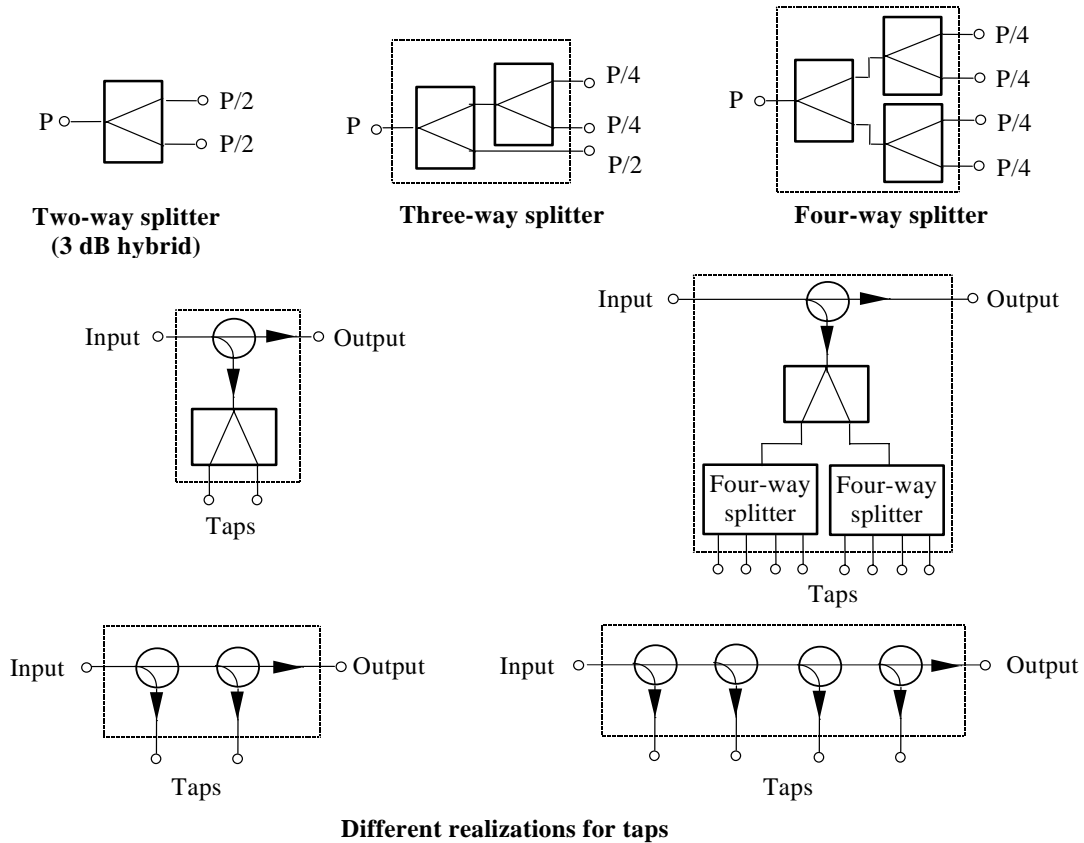 P
P/2
P/2
Two-way splitter
(3 dB hybrid)
P
P/4
P/4
P/2
Three-way splitter
P
P/4
P/4
P/4
P/4
Four-way splitter
Input
Output
Taps
Input
Output
Four-way
splitter
Four-way
splitter
Taps
Input
Output
Taps
Input
Output
Taps
Different realizations for taps